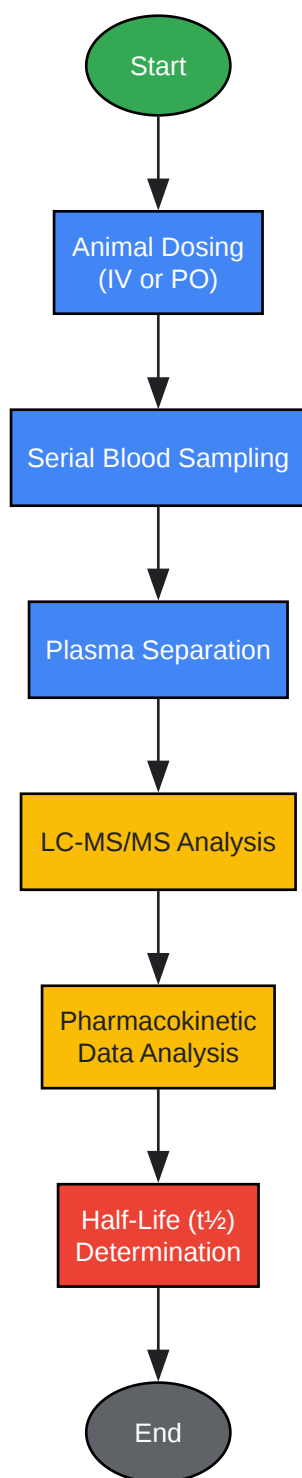 Start
Animal Dosing
(IV or PO)
Serial Blood Sampling
Plasma Separation
LC-MS/MS Analysis
Pharmacokinetic
Data Analysis
Half-Life (t½)
Determination
End